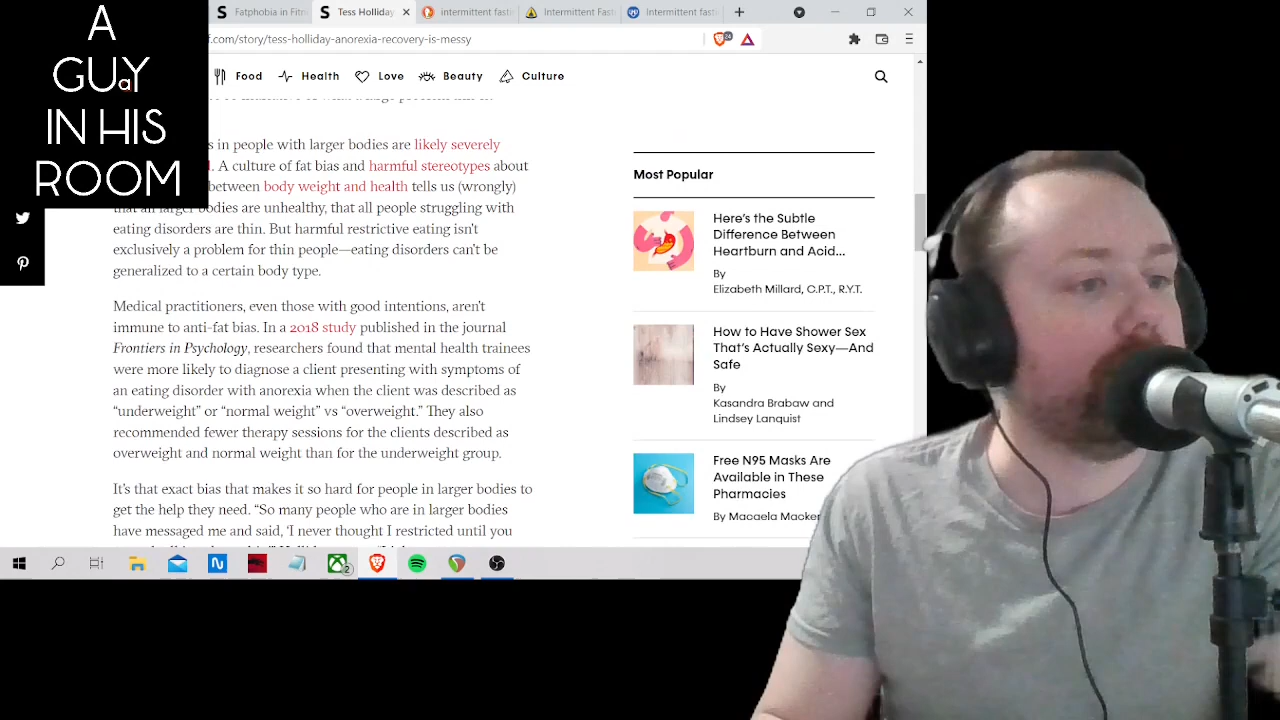 A
GUY
a
IN HIS
ROOM
Fatphobia in Fitn
Tess Holliday
intermittent fasti
Intermittent Fasti
Intermittent fasti
f.com/story/tess-holliday-anorexia-recovery-is-messy
24
Food
Health
Love
Beauty
Culture
s in people with larger bodies are likely severely
. A culture of fat bias and harmful stereotypes about
between body weight and health tells us (wrongly)
that all larger bodies are unhealthy, that all people struggling with
eating disorders are thin. But harmful restrictive eating isn't
exclusively a problem for thin people—eating disorders can't be
generalized to a certain body type.
Medical practitioners, even those with good intentions, aren't
immune to anti-fat bias. In a 2018 study published in the journal
Frontiers in Psychology, researchers found that mental health trainees
were more likely to diagnose a client presenting with symptoms of
an eating disorder with anorexia when the client was described as
“underweight” or “normal weight” vs “overweight.” They also
recommended fewer therapy sessions for the clients described as
overweight and normal weight than for the underweight group.
It's that exact bias that makes it so hard for people in larger bodies to
get the help they need. “So many people who are in larger bodies
have messaged me and said, ‘I never thought I restricted until you
Most Popular
Here's the Subtle
Difference Between
Heartburn and Acid...
By
Elizabeth Millard, C.P.T., R.Y.T.
How to Have Shower Sex
That's Actually Sexy—And
Safe
By
Kasandra Brabaw and
Lindsey Lanquist
Free N95 Masks Are
Available in These
Pharmacies
By Macaela Macken
2